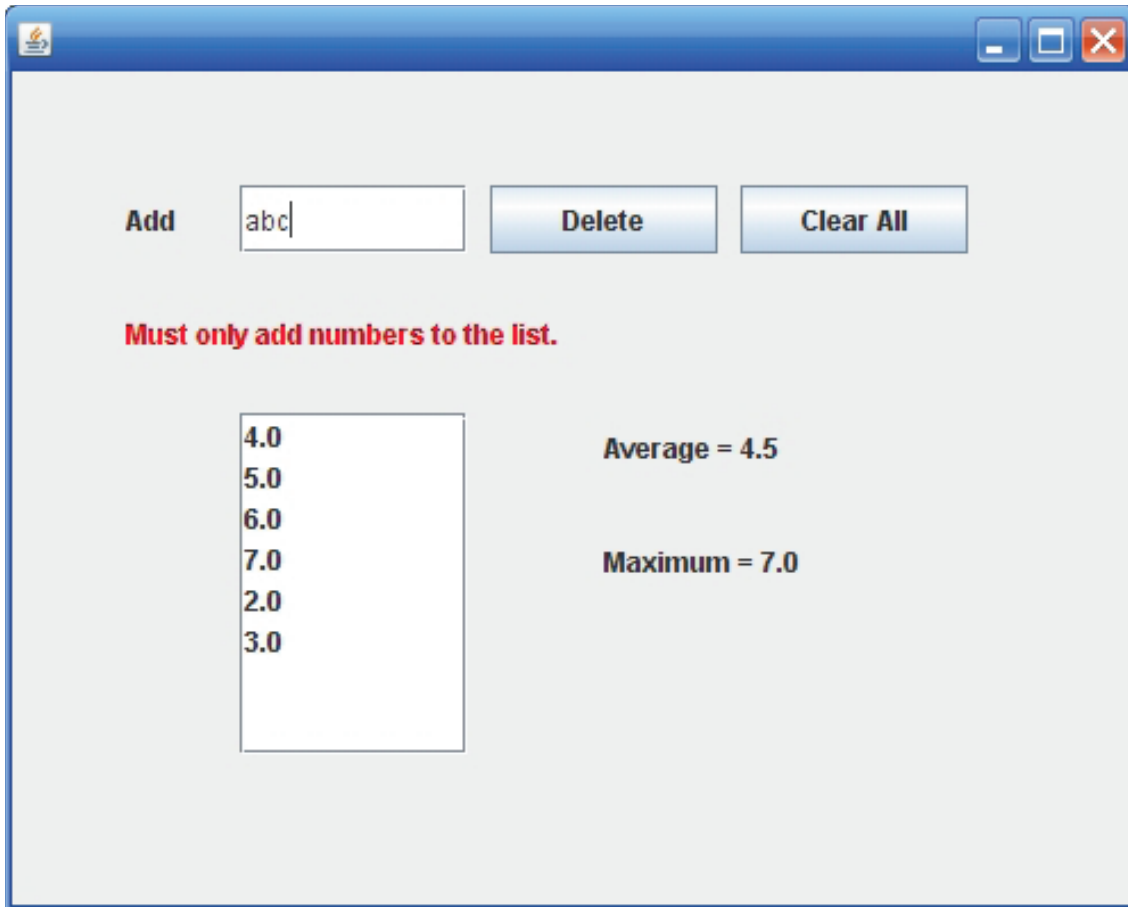 Add abc Delete Clear All
Must only add numbers to the list.
4.0
5.0
6.0
7.0
2.0
3.0
Average = 4.5
Maximum = 7.0